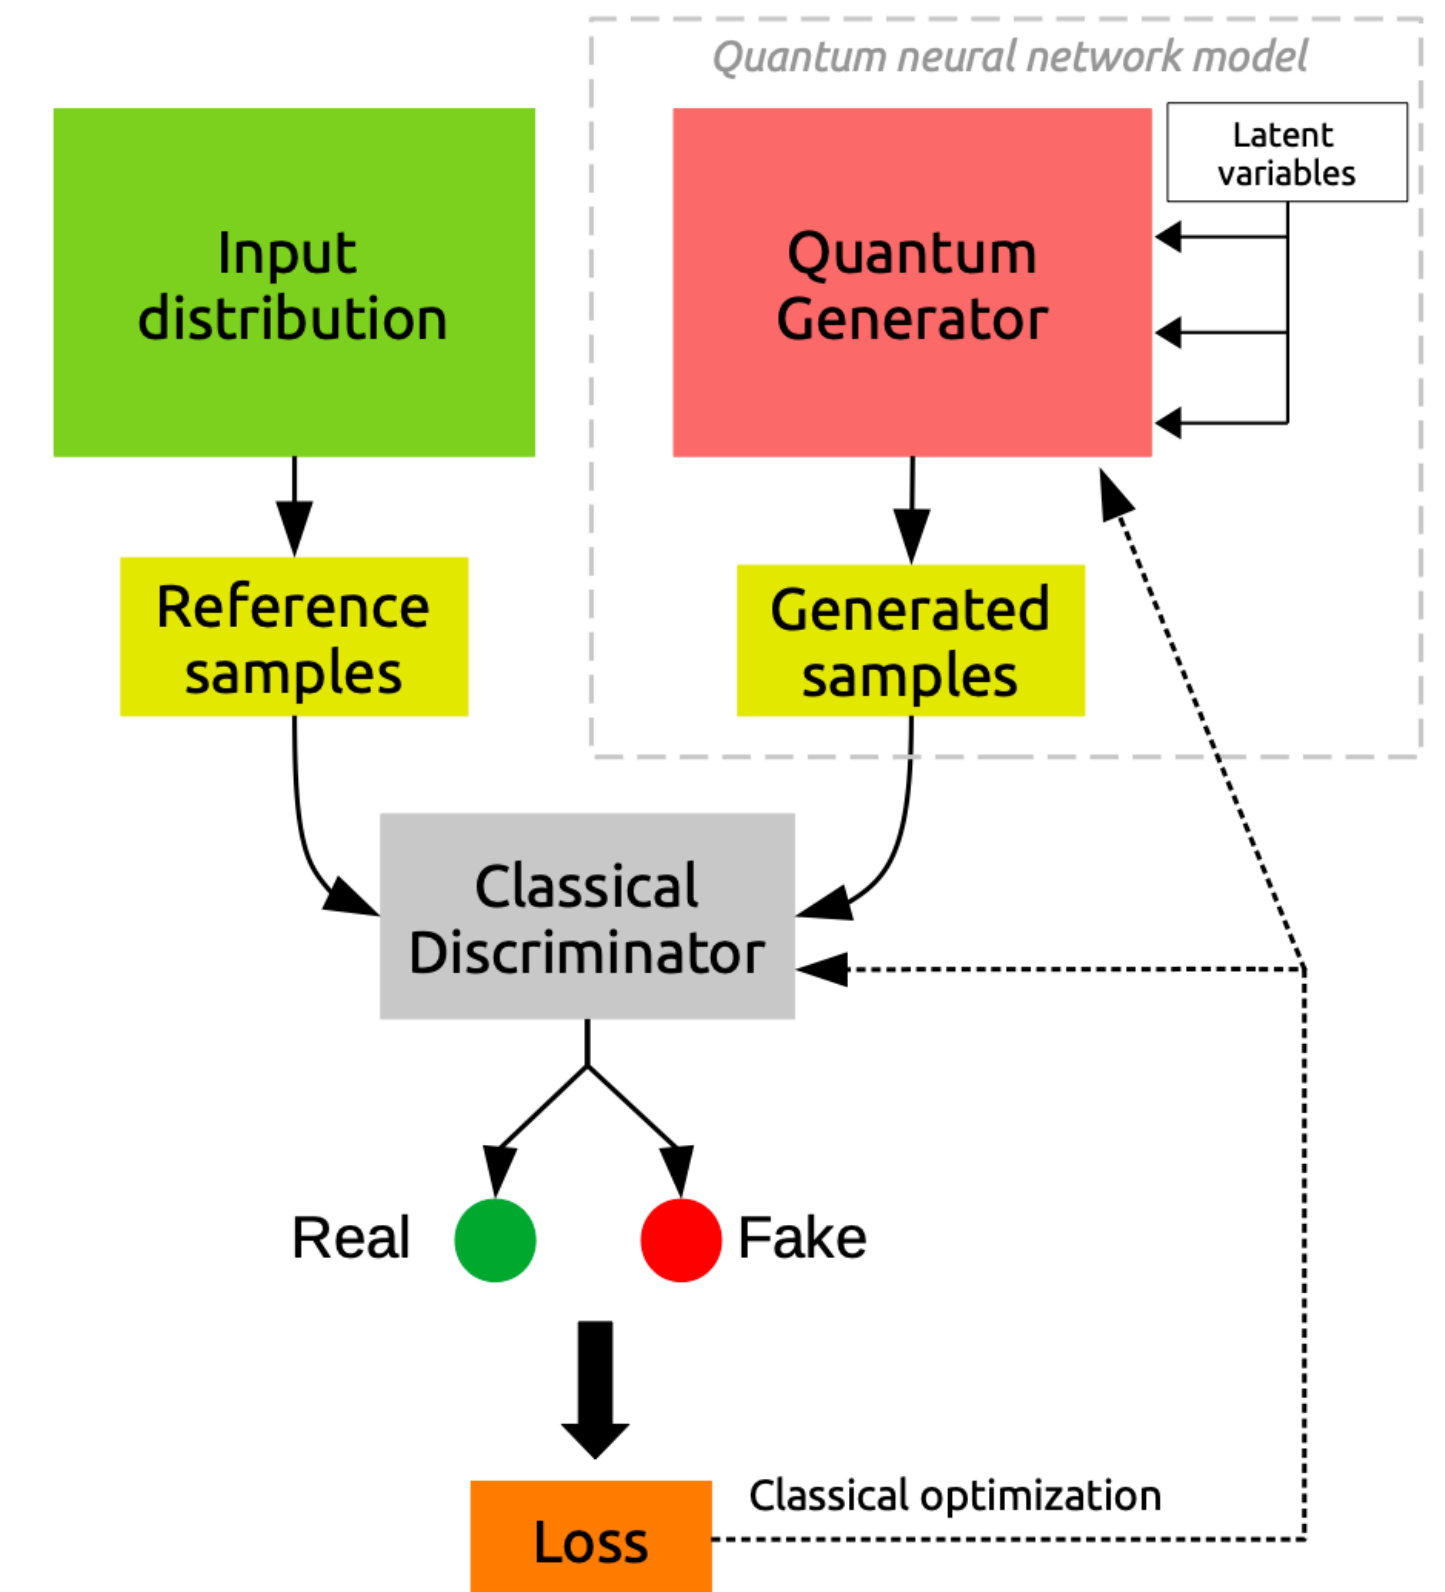 Quantum neural network model
Input
distribution
Quantum
Generator
Latent
variables
Reference
samples
Generated
samples
Classical
Discriminator
Real
Fake
Classical optimization
Loss